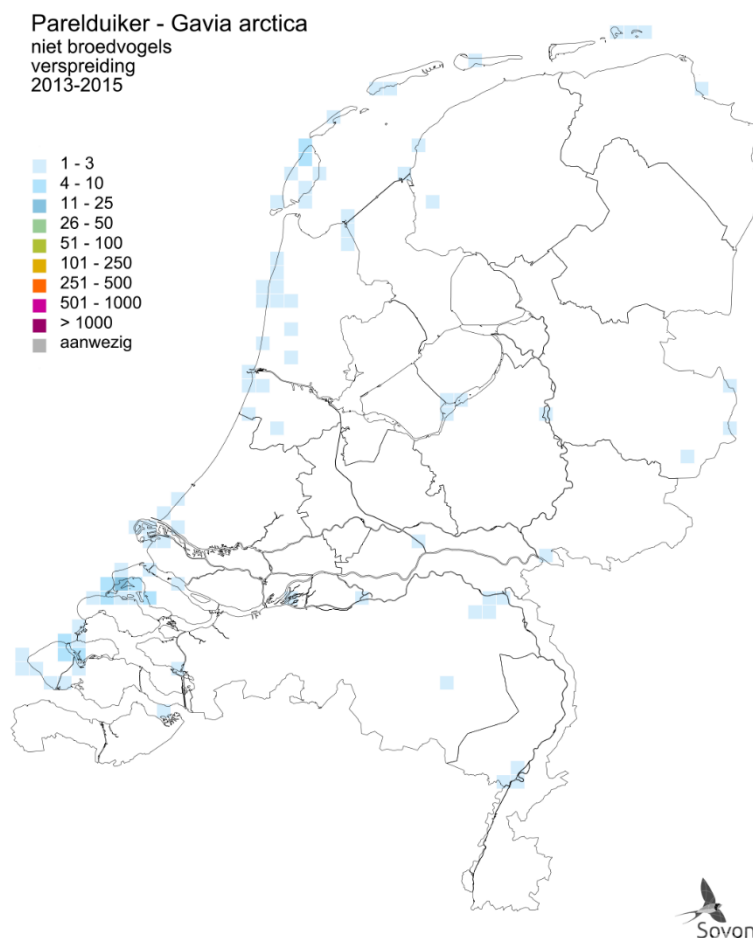 Parelduiker - Gavia arctica
niet broedvogels
verspreiding
2013-2015
1 - 3
4 - 10
11 - 25
26 - 50
51 - 100
101 - 250
251 - 500
501 - 1000
> 1000
aanwezig
Sovon